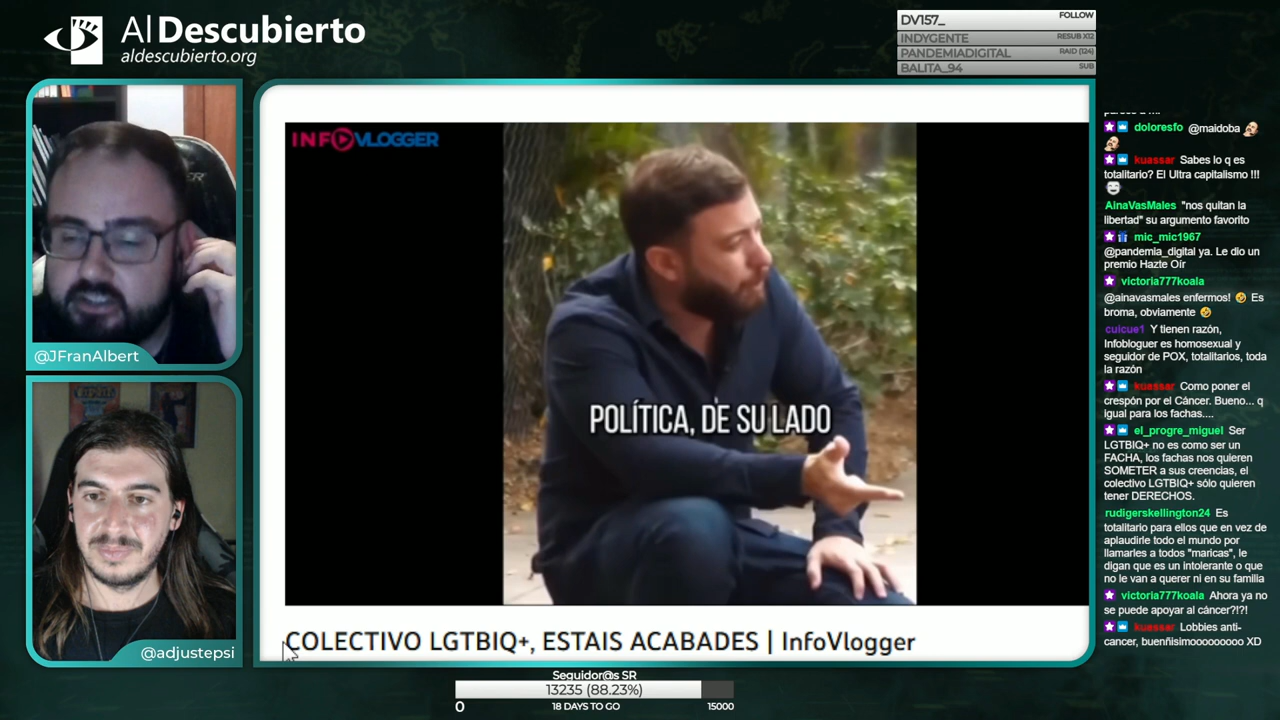 Al Descubierto
aldescubierto.org
DV157_ FOLLOW
INDYGENTE RESUB X12
PANDEMIADIGITAL RAID (124)
BALITA_94 SUB
@JFranAlbert
@adjustepsi
INFOVLOGGER
POLÍTICA, DE SU LADO
COLECTIVO LGTBIQ+, ESTAIS ACABADES | InfoVlogger
Seguidor@s SR
13235 (88.23%)
0 18 DAYS TO GO 15000
doloresfo @maidoba
kuassar Sabes lo q es
totalitario? El Ultra capitalismo !!!
AinaVasMales "nos quitan la
libertad" su argumento favorito
mic_mic1967
@pandemia_digital ya. Le dio un
premio Hazte Oír
victoria777koala
@ainavasmales enfermos! Es
broma, obviamente
cuicue1 Y tienen razón,
Infobloguer es homosexual y
seguidor de POX, totalitarios, toda
la razón
kuassar Como poner el
crespón por el Cáncer. Bueno... q
igual para los fachas....
el_progre_miguel Ser
LGTBIQ+ no es como ser un
FACHA, los fachas nos quieren
SOMETER a sus creencias, el
colectivo LGTBIQ+ sólo quieren
tener DERECHOS.
rudigerskellington24 Es
totalitario para ellos que en vez de
aplaudirle todo el mundo por
llamarles a todos "maricas", le
digan que es un intolerante o que
no le van a querer ni en su familia
victoria777koala Ahora ya no
se puede apoyar al cáncer?!?!
kuassar Lobbies anti-
cancer, bueñisimooooooooo XD